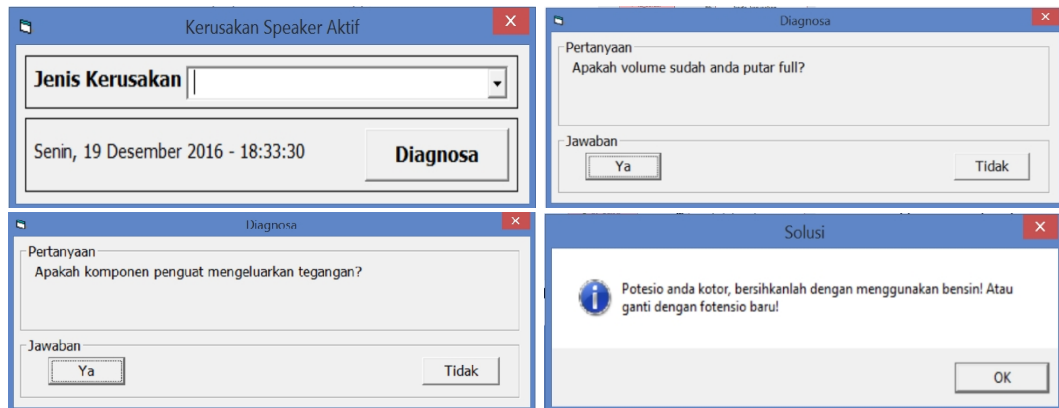 Kerusakan Speaker Aktif
Jenis Kerusakan
Senin, 19 Desember 2016 - 18:33:30
Diagnosa
Diagnosa
Pertanyaan
Apakah volume sudah anda putar full?
Jawaban
Ya
Tidak
Diagnosa
Pertanyaan
Apakah komponen penguat mengeluarkan tegangan?
Jawaban
Ya
Tidak
Solusi
Potesio anda kotor, bersihkanlah dengan menggunakan bensin! Atau
ganti dengan fotensio baru!
OK